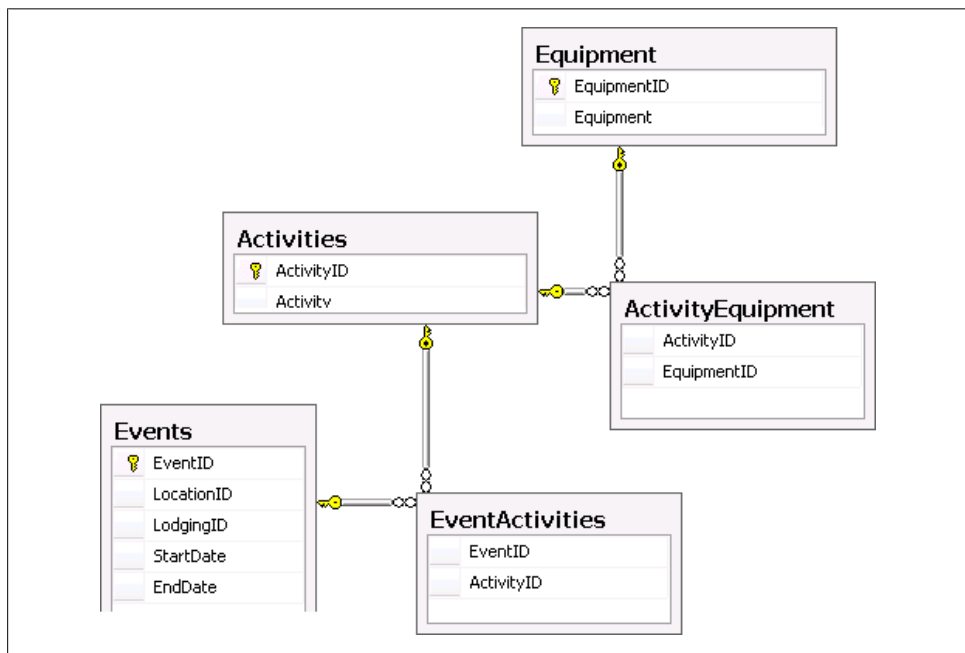 Equipment
EquipmentID
Equipment
Activities
ActivityID
Activity
ActivityEquipment
ActivityID
EquipmentID
Events
EventID
LocationID
LodgingID
StartDate
EndDate
EventActivities
EventID
ActivityID